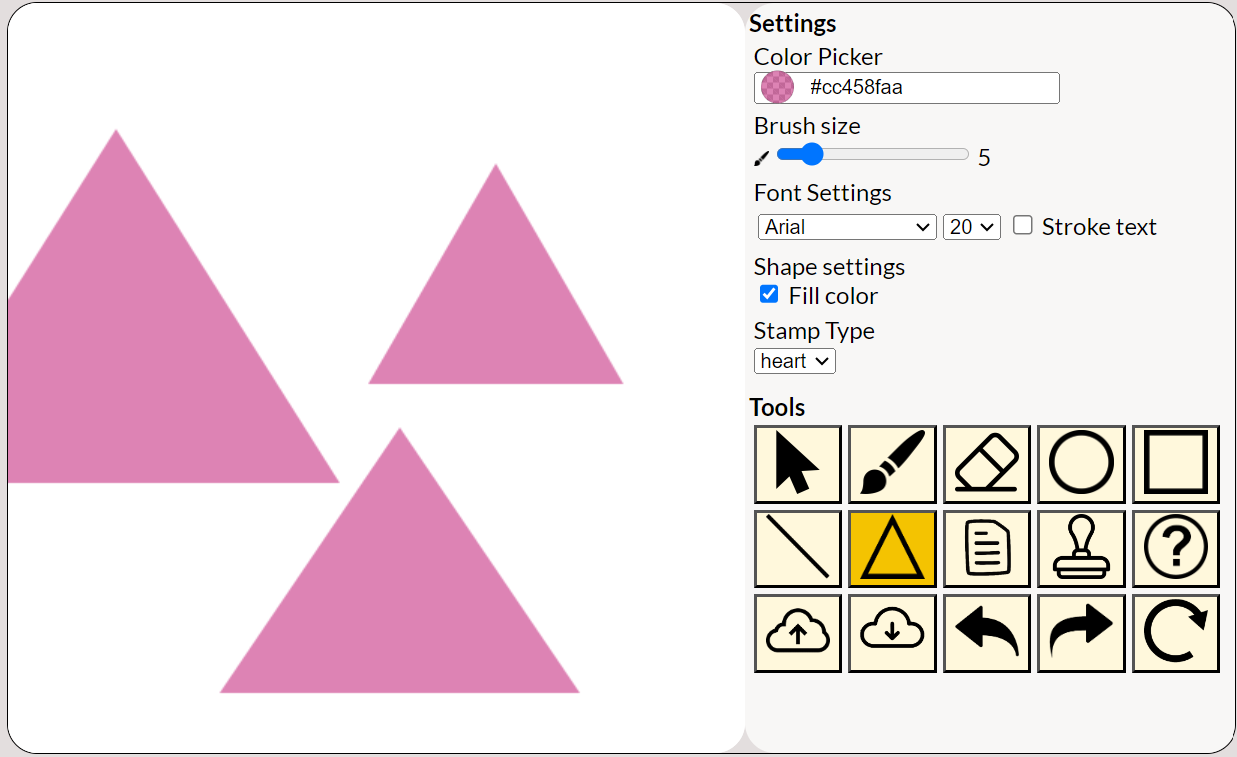 Settings
Color Picker
#cc458faa
Brush size
5
Font Settings
Arial 20 Stroke text
Shape settings
Fill color
Stamp Type
heart
Tools
?